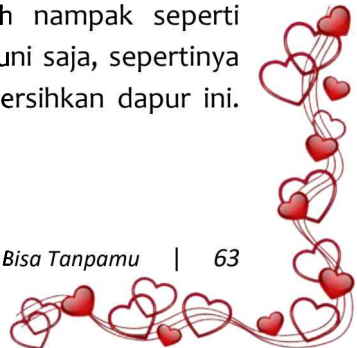 nampak seperti
uni saja, sepertinya
ersihkan dapur ini.
Bisa Tanpamu | 63